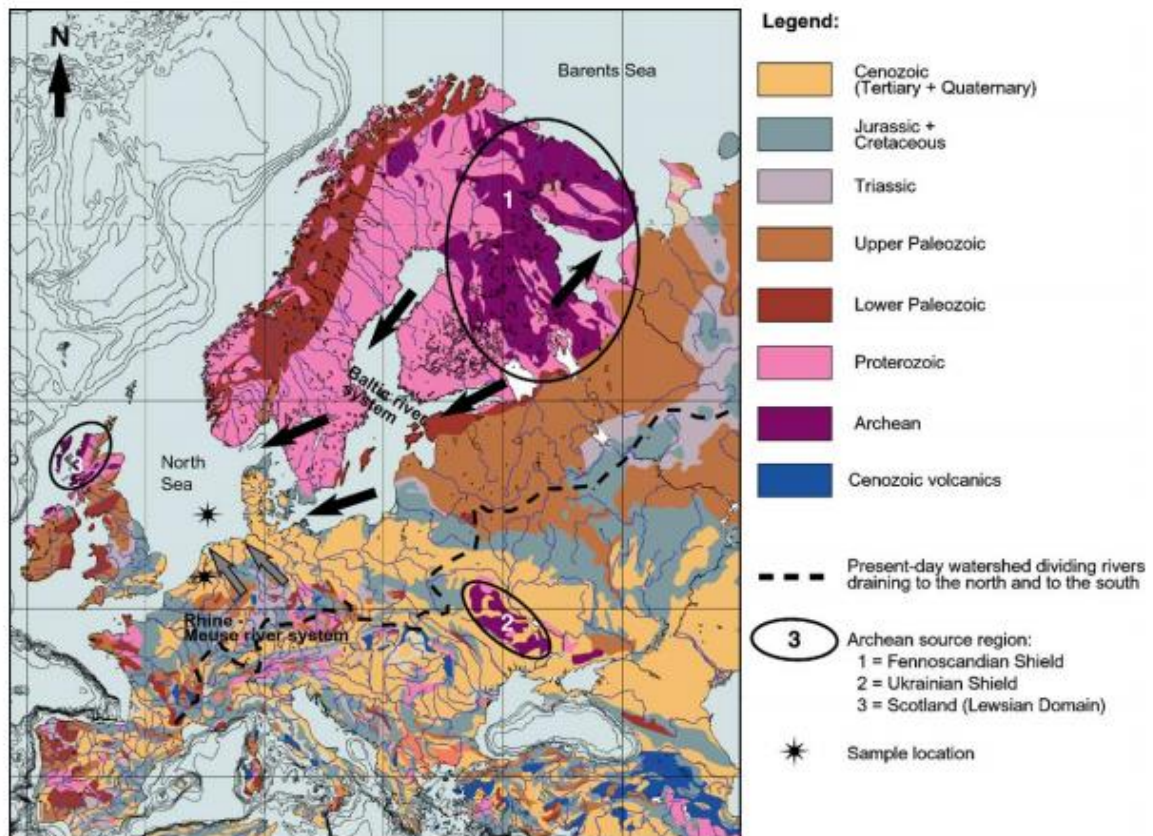 N
Barents Sea
1
Baltic river
system
3
North
Sea
2
Rhine -
Meuse river system
Legend:
Cenozoic
(Tertiary + Quaternary)
Jurassic +
Cretaceous
Triassic
Upper Paleozoic
Lower Paleozoic
Proterozoic
Archean
Cenozoic volcanics
Present-day watershed dividing rivers
draining to the north and to the south
3
Archean source region:
1 = Fennoscandian Shield
2 = Ukrainian Shield
3 = Scotland (Lewsian Domain)
Sample location